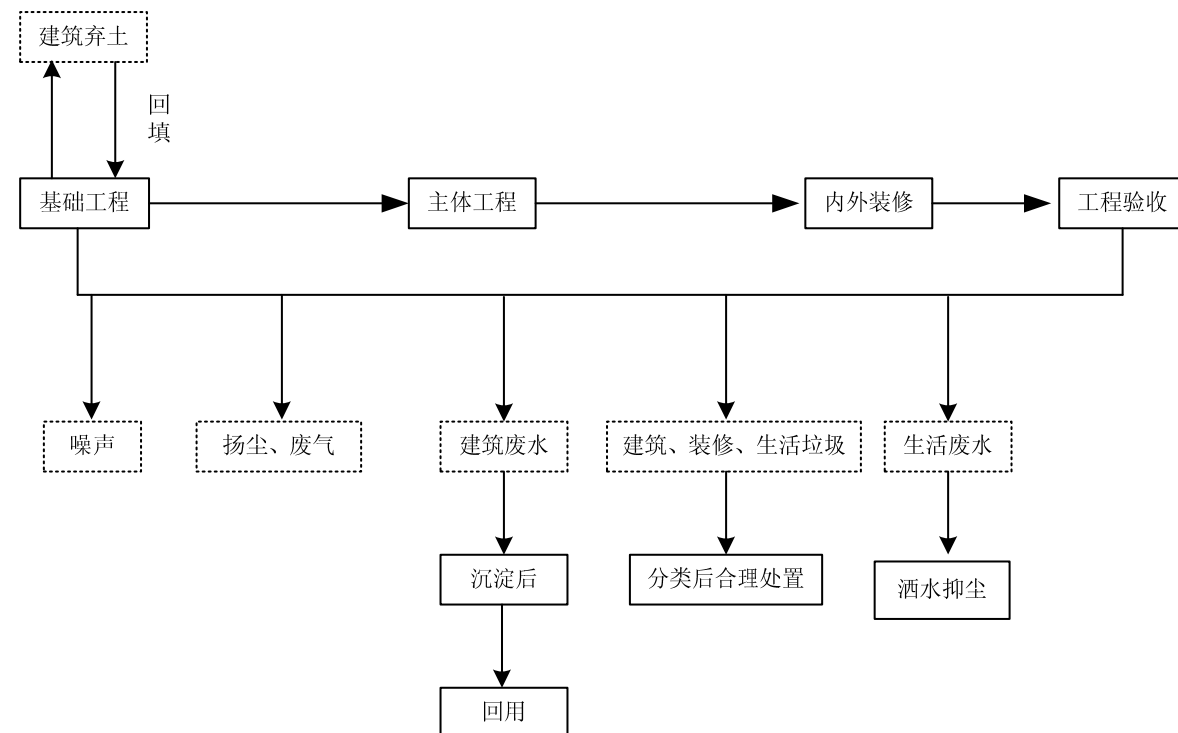 建筑弃土
回
填
基础工程
主体工程
内外装修
工程验收
噪声
扬尘、废气
建筑废水
建筑、装修、生活垃圾
生活废水
沉淀后
分类后合理处置
洒水抑尘
回用